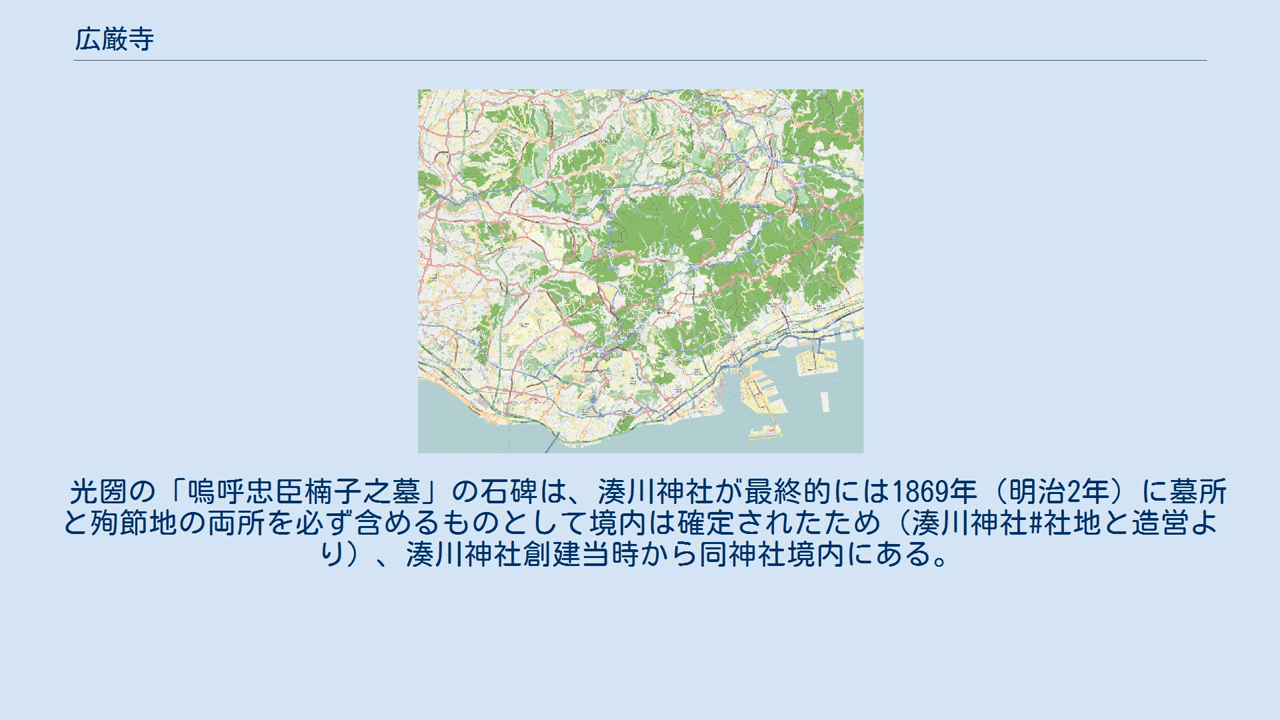 広厳寺
光圀の「嗚呼忠臣楠子之墓」の石碑は、湊川神社が最終的には1869年（明治2年）に墓所
と殉節地の両所を必ず含めるものとして境内は確定されたため（湊川神社#社地と造営よ
り）、湊川神社創建当時から同神社境内にある。